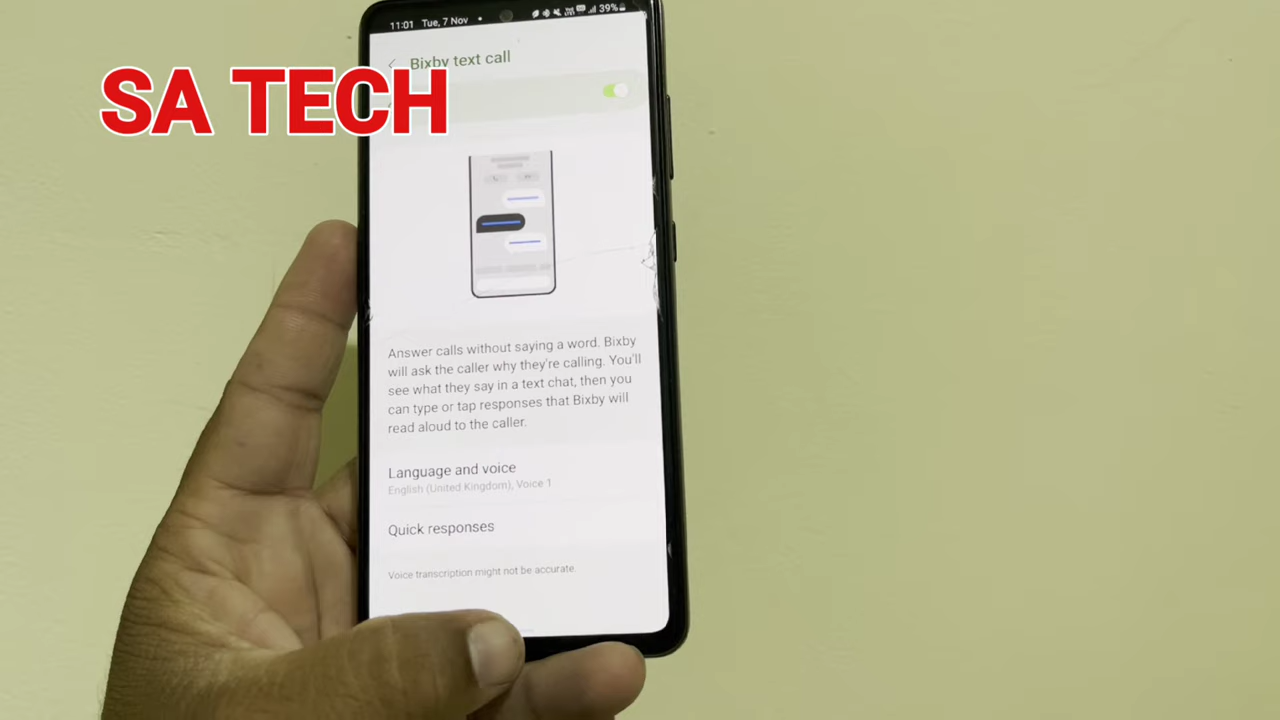 11:01 Tue, 7 Nov
39%
Bixby text call
SA TECH
Answer calls without saying a word. Bixby
will ask the caller why they're calling. You'll
see what they say in a text chat, then you
can type or tap responses that Bixby will
read aloud to the caller.
Language and voice
English (United Kingdom), Voice 1
Quick responses
Voice transcription might not be accurate.